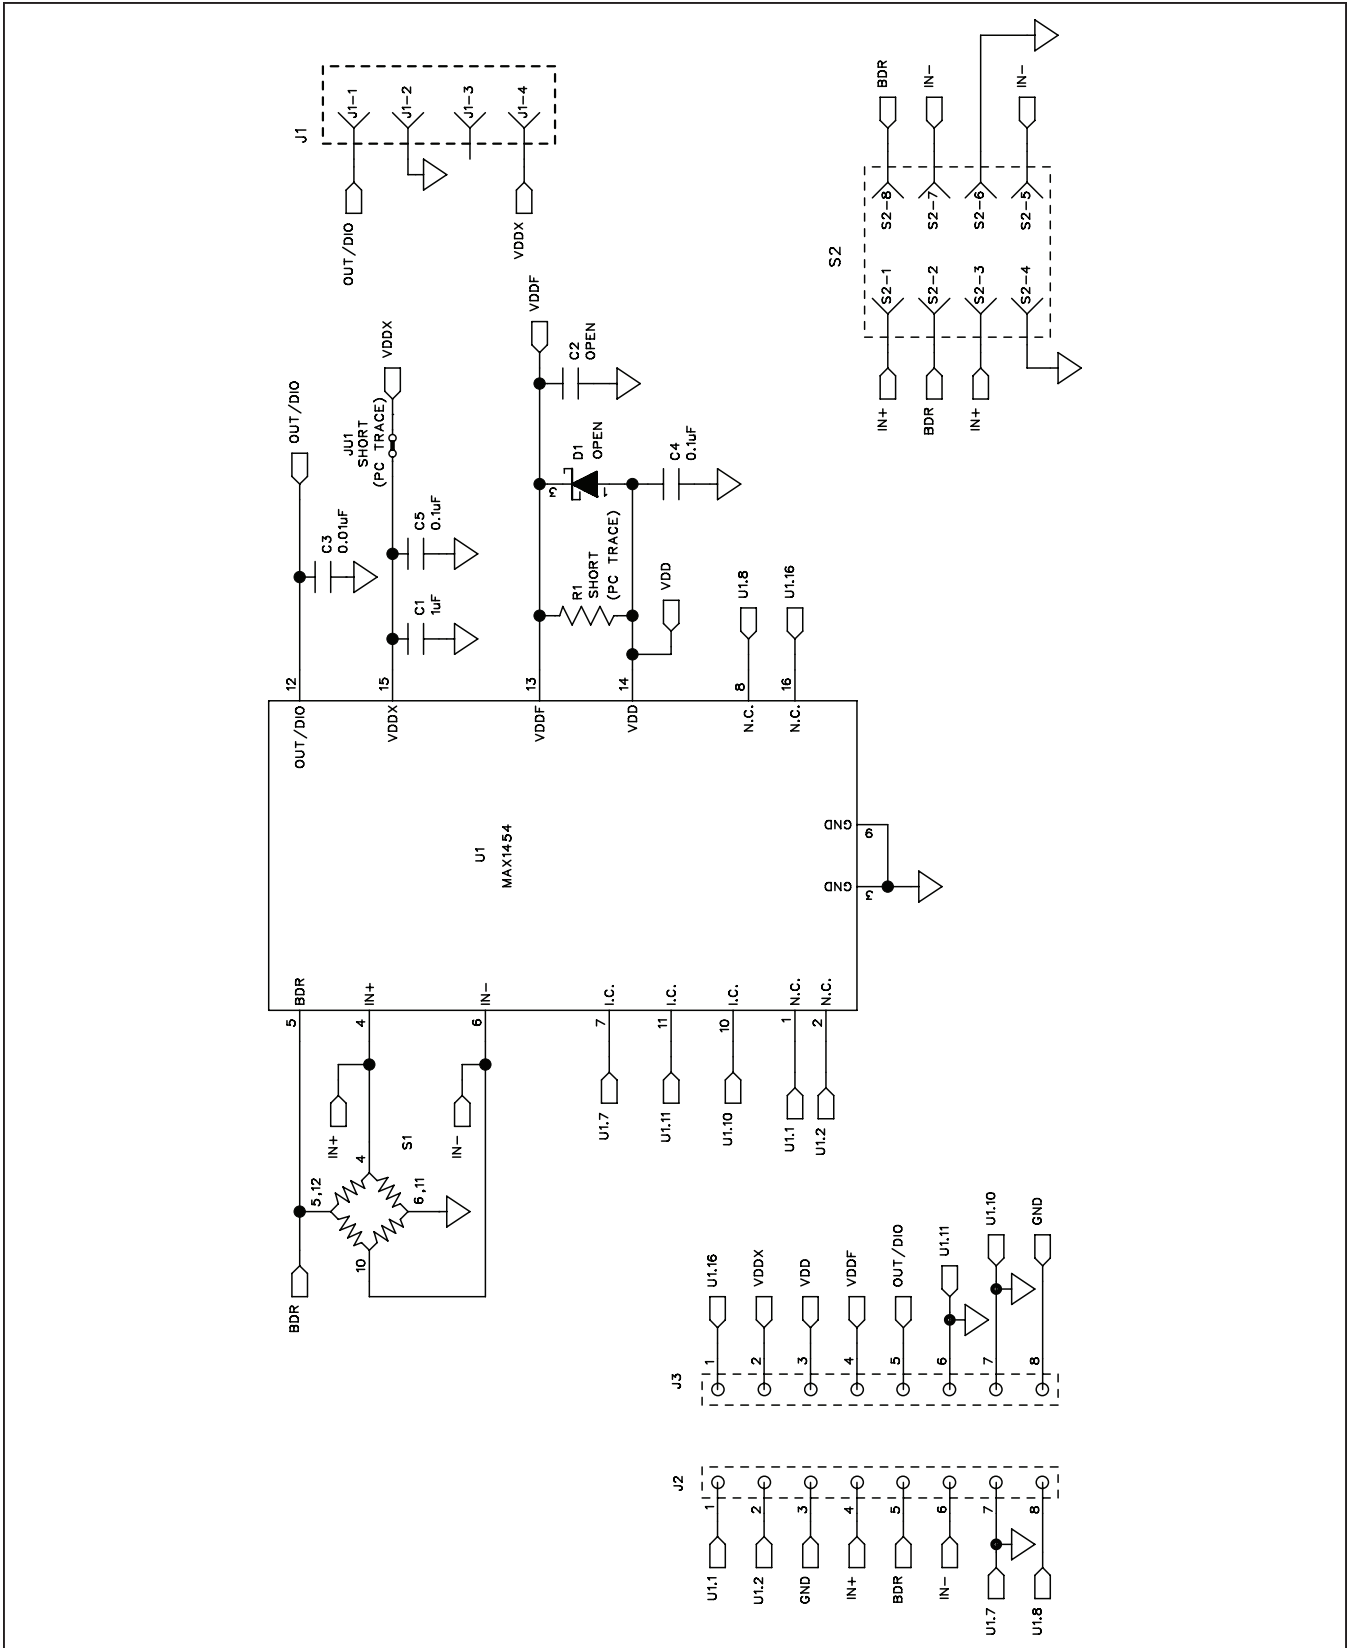 J1
J1-1
J1-2
J1-3
J1-4
OUT/DIO
VDDX
S2
BDR
IN-
IN-
S2-8
S2-7
S2-6
S2-5
S2-1
S2-2
S2-3
S2-4
IN+
BDR
IN+
OUT/DIO
C3
0.01uF
VDDX
JU1
SHORT
(PC TRACE)
C5
0.1uF
C1
1uF
VDDF
C2
OPEN
D1
OPEN
3
1
C4
0.1uF
R1
SHORT
(PC TRACE)
VDD
U1.8
U1.16
12
15
13
14
8
16
OUT/DIO
VDDX
VDDF
VDD
N.C.
N.C.
U1
MAX1454
GND
9
GND
3
BDR
IN+
IN-
I.C.
I.C.
I.C.
N.C.
N.C.
5
4
6
7
11
10
1
2
U1.7
U1.11
U1.10
U1.1
U1.2
IN+
IN-
S1
4
5,12
6,11
10
BDR
J3
U1.16
VDDX
VDD
VDDF
OUT/DIO
U1.11
U1.10
GND
1
2
3
4
5
6
7
8
J2
1
2
3
4
5
6
7
8
U1.1
U1.2
GND
IN+
BDR
IN-
U1.7
U1.8